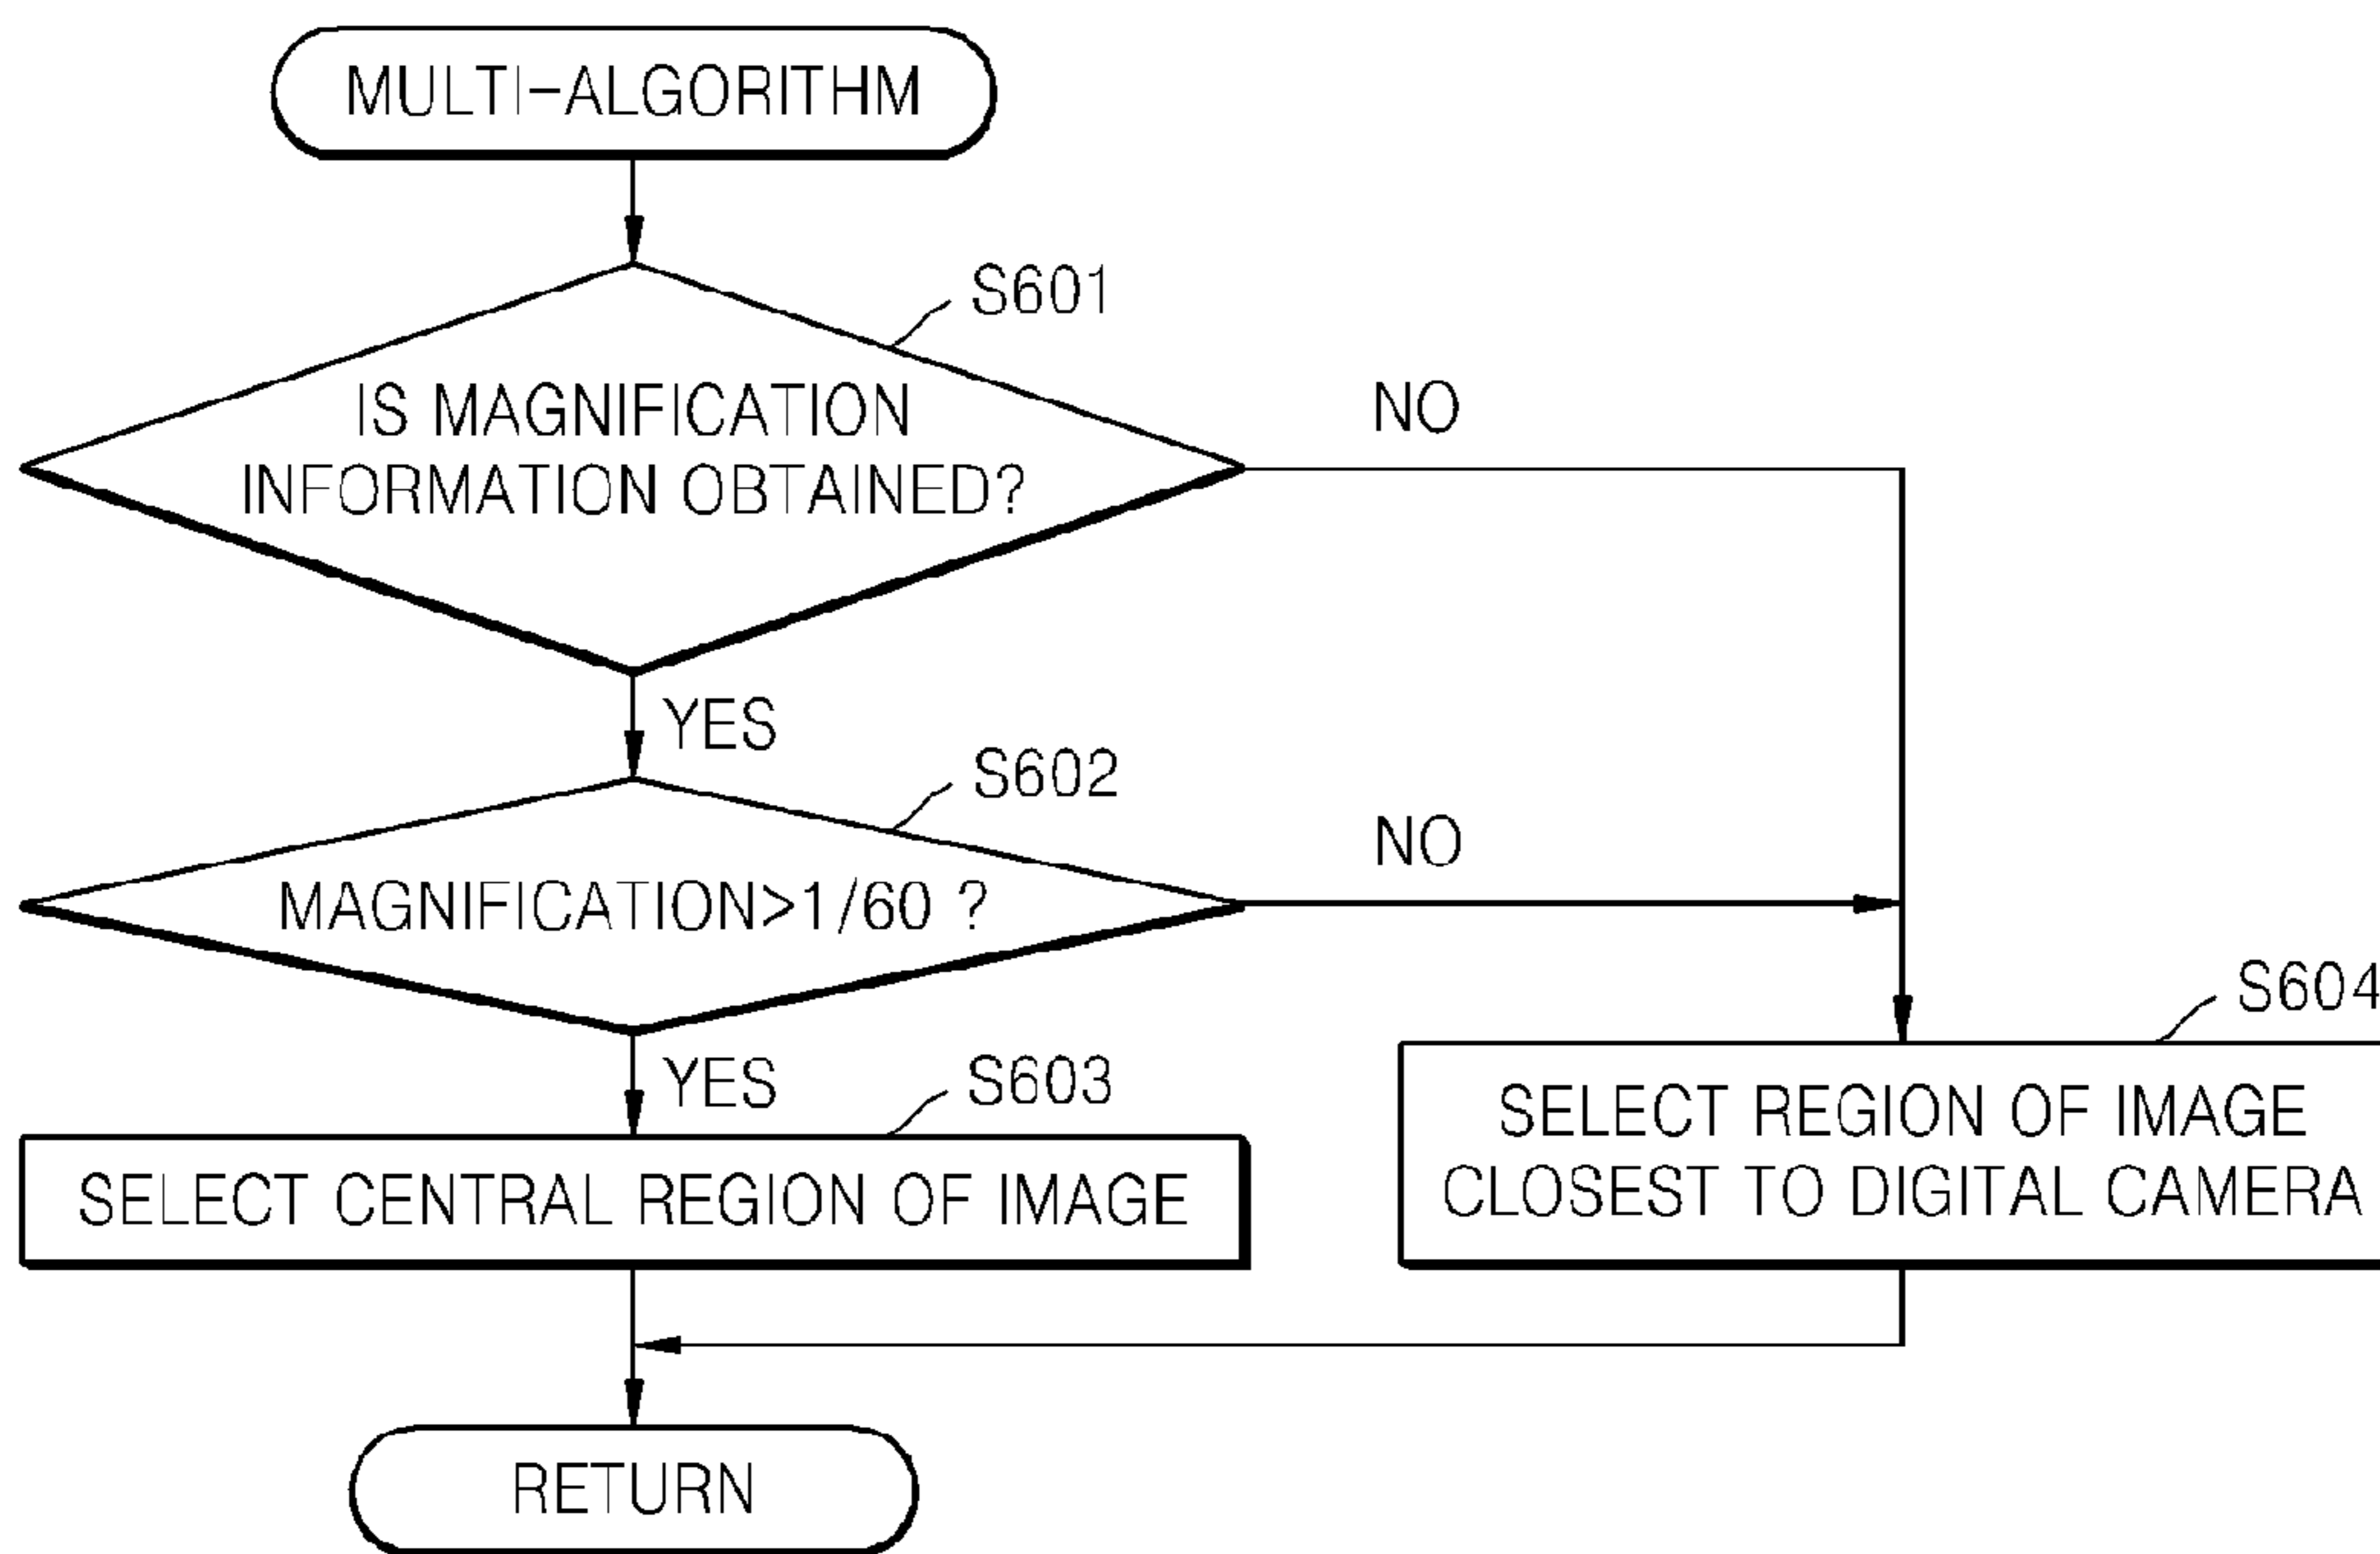 MULTI-ALGORITHM
S601
IS MAGNIFICATION
INFORMATION OBTAINED?
NO
YES
S602
MAGNIFICATION>1/60 ?
NO
YES
S603
SELECT CENTRAL REGION OF IMAGE
S604
SELECT REGION OF IMAGE
CLOSEST TO DIGITAL CAMERA
RETURN